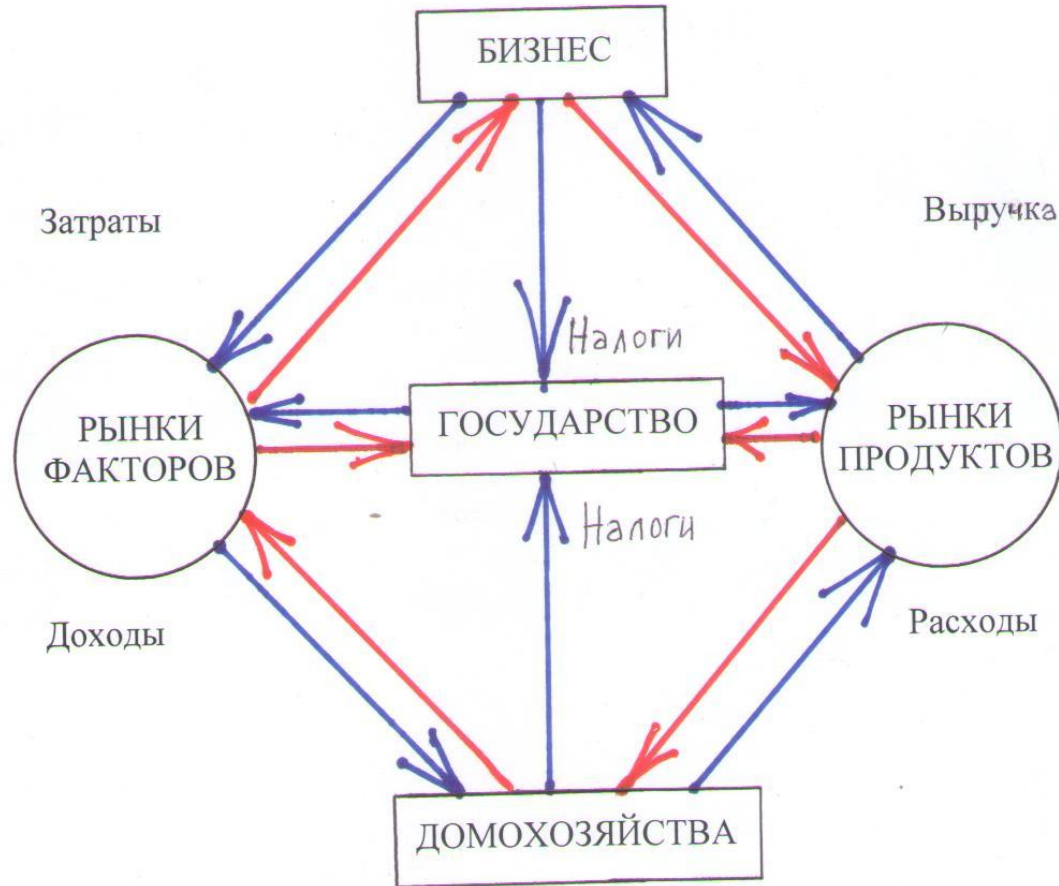 БИЗНЕС
Затраты
Выручка
Налоги
РЫНКИ
ФАКТОРОВ
ГОСУДАРСТВО
РЫНКИ
ПРОДУКТОВ
Налоги
Доходы
Расходы
ДОМОХОЗЯЙСТВА